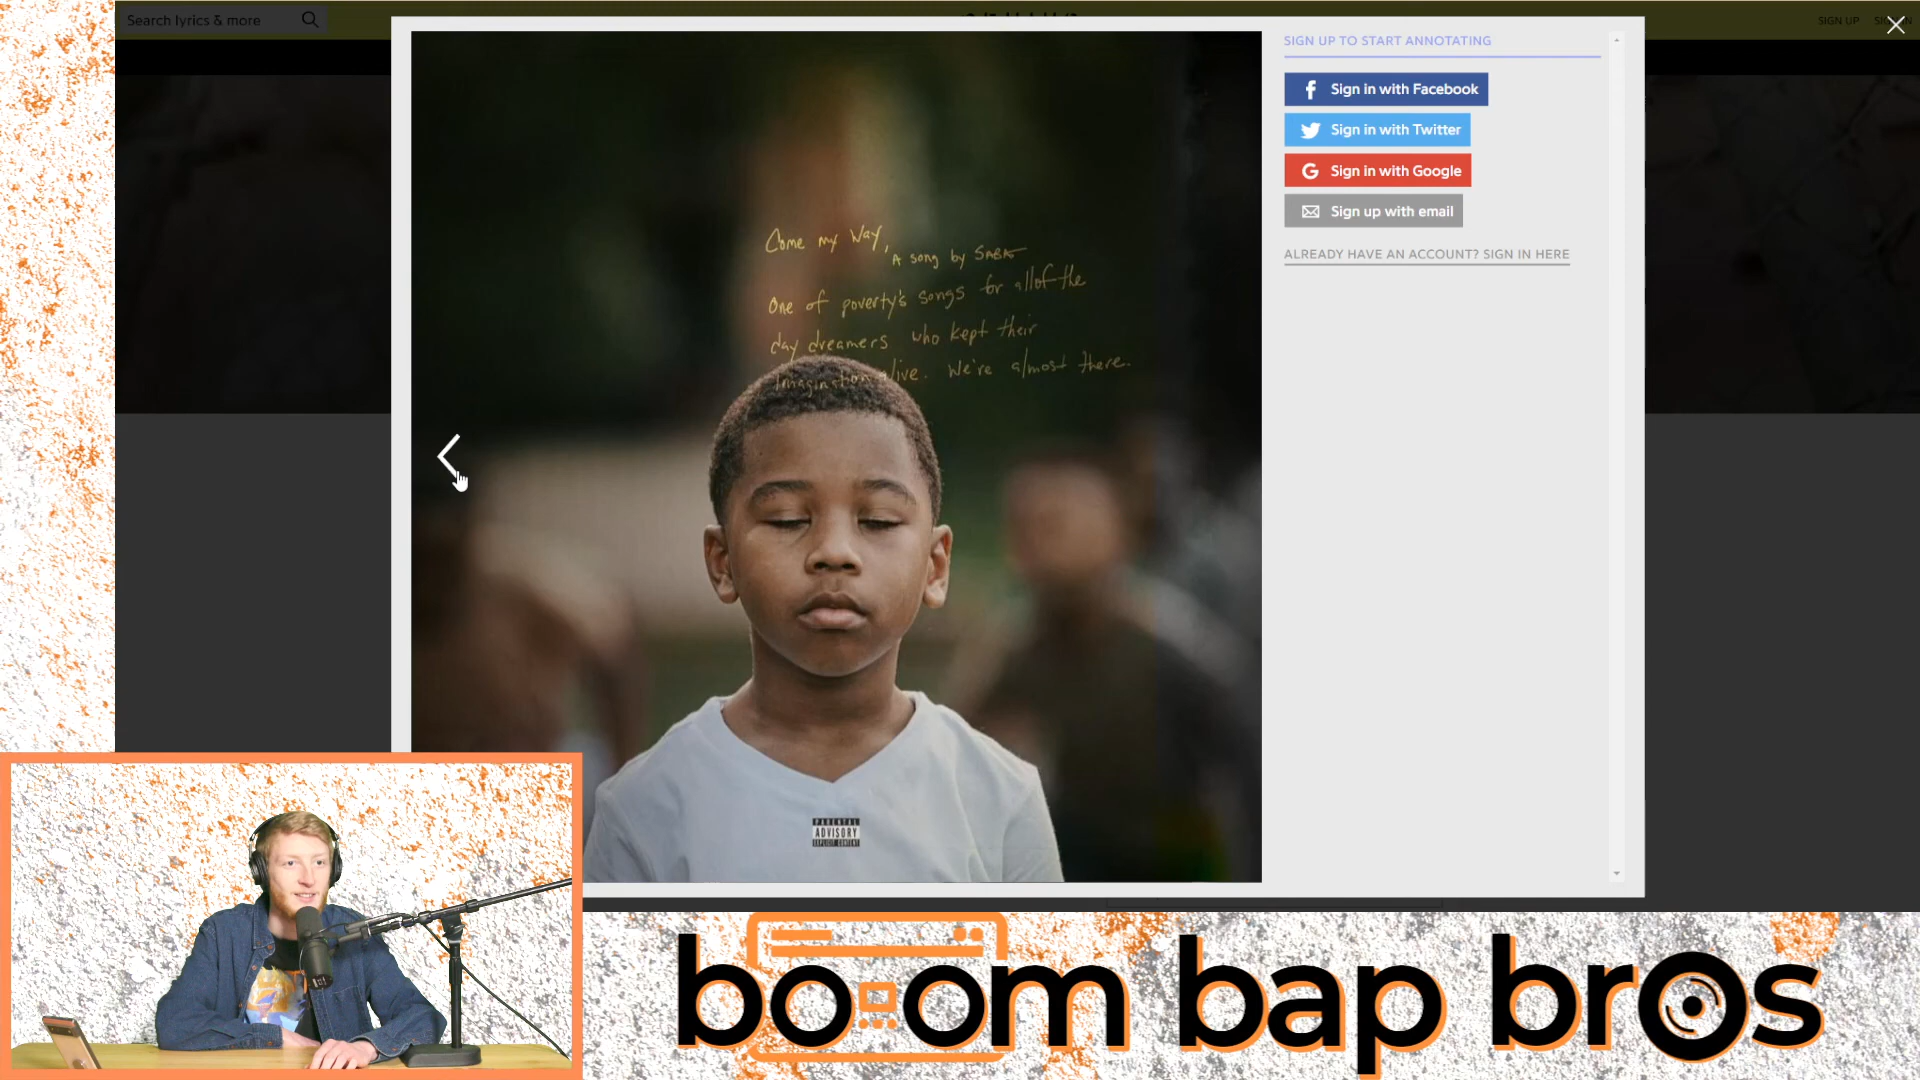 Search lyrics & more
SIGN UP
SIGN UP TO START ANNOTATING
Sign in with Facebook
Sign in with Twitter
Sign in with Google
Sign up with email
ALREADY HAVE AN ACCOUNT? SIGN IN HERE
Come my Way,
A song by SABA
One of poverty's songs for all of the
day dreamers who kept their
imagination alive. We're almost there.
PARENTAL
ADVISORY
EXPLICIT CONTENT
boom bap bros